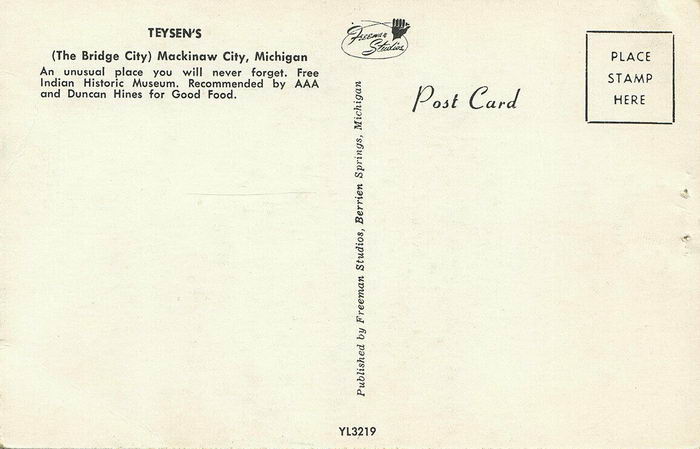 TEYSEN'S
(The Bridge City) Mackinaw City, Michigan
An unusual place you will never forget. Free
Indian Historic Museum. Recommended by AAA
and Duncan Hines for Good Food.
Freeman
Studios
Published by Freeman Studios, Berrien Springs, Michigan
Post Card
PLACE
STAMP
HERE
YL3219